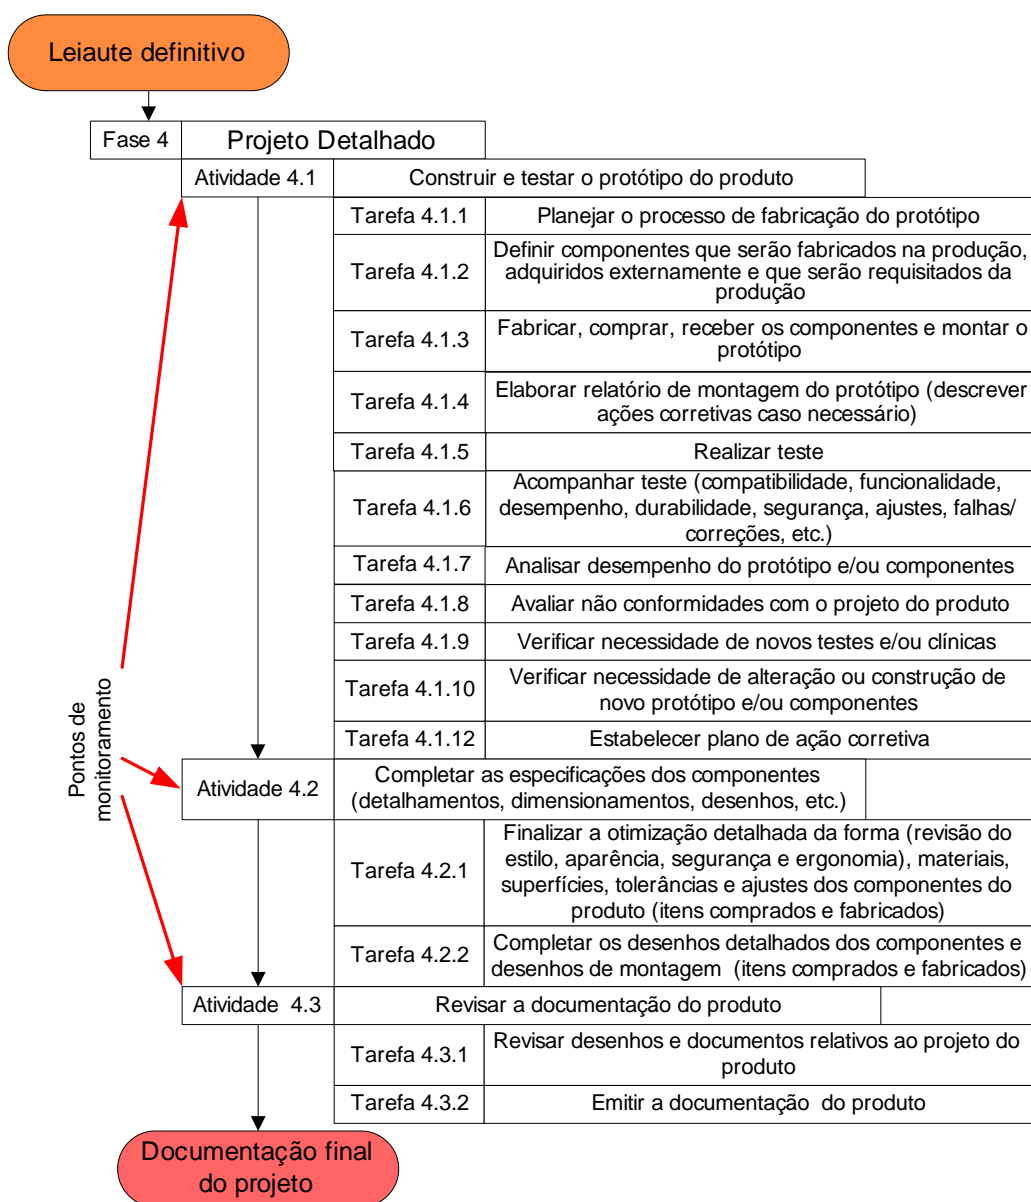 Leiaute definitivo
Fase 4
Projeto Detalhado
Atividade 4.1
Construir e testar o protótipo do produto
Tarefa 4.1.1
Planejar o processo de fabricação do protótipo
Tarefa 4.1.2
Definir componentes que serão fabricados na produção,
adquiridos externamente e que serão requisitados da
produção
Tarefa 4.1.3
Fabricar, comprar, receber os componentes e montar o
protótipo
Tarefa 4.1.4
Elaborar relatório de montagem do protótipo (descrever
ações corretivas caso necessário)
Tarefa 4.1.5
Realizar teste
Tarefa 4.1.6
Acompanhar teste (compatibilidade, funcionalidade,
desempenho, durabilidade, segurança, ajustes, falhas/
correções, etc.)
Tarefa 4.1.7
Analisar desempenho do protótipo e/ou componentes
Tarefa 4.1.8
Avaliar não conformidades com o projeto do produto
Tarefa 4.1.9
Verificar necessidade de novos testes e/ou clínicas
Tarefa 4.1.10
Verificar necessidade de alteração ou construção de
novo protótipo e/ou componentes
Tarefa 4.1.12
Estabelecer plano de ação corretiva
Pontos de
monitoramento
Atividade 4.2
Completar as especificações dos componentes
(detalhamentos, dimensionamentos, desenhos, etc.)
Tarefa 4.2.1
Finalizar a otimização detalhada da forma (revisão do
estilo, aparência, segurança e ergonomia), materiais,
superfícies, tolerâncias e ajustes dos componentes do
produto (itens comprados e fabricados)
Tarefa 4.2.2
Completar os desenhos detalhados dos componentes e
desenhos de montagem (itens comprados e fabricados)
Atividade 4.3
Revisar a documentação do produto
Tarefa 4.3.1
Revisar desenhos e documentos relativos ao projeto do
produto
Tarefa 4.3.2
Emitir a documentação do produto
Documentação final
do projeto